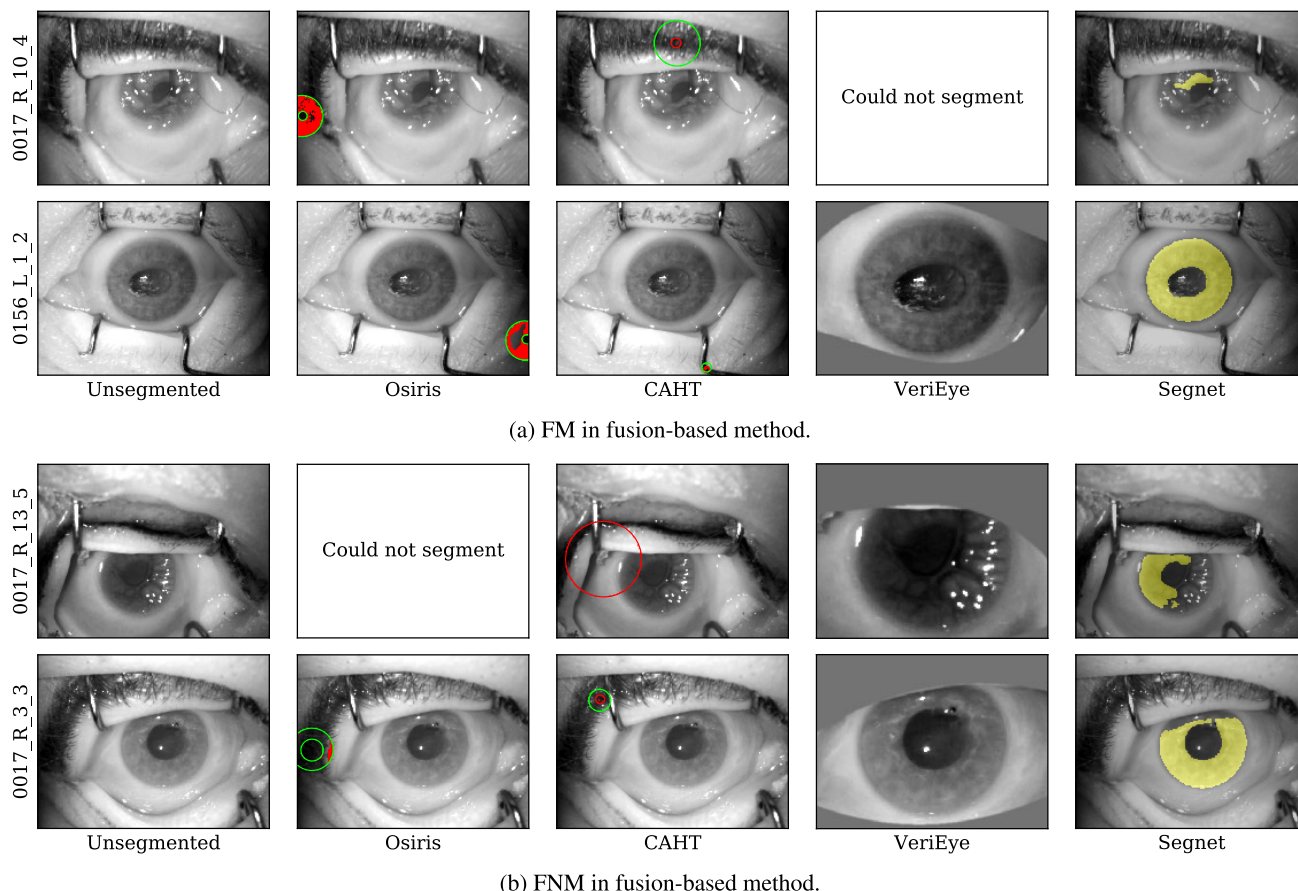 0017_R_10_4
Could not segment
0156_L_1_2
Unsegmented Osiris CAHT VeriEye Segnet
(a) FM in fusion-based method.
0017_R_13_5
Could not segment
0017_R_3_3
Unsegmented Osiris CAHT VeriEye Segnet
(b) FNM in fusion-based method.